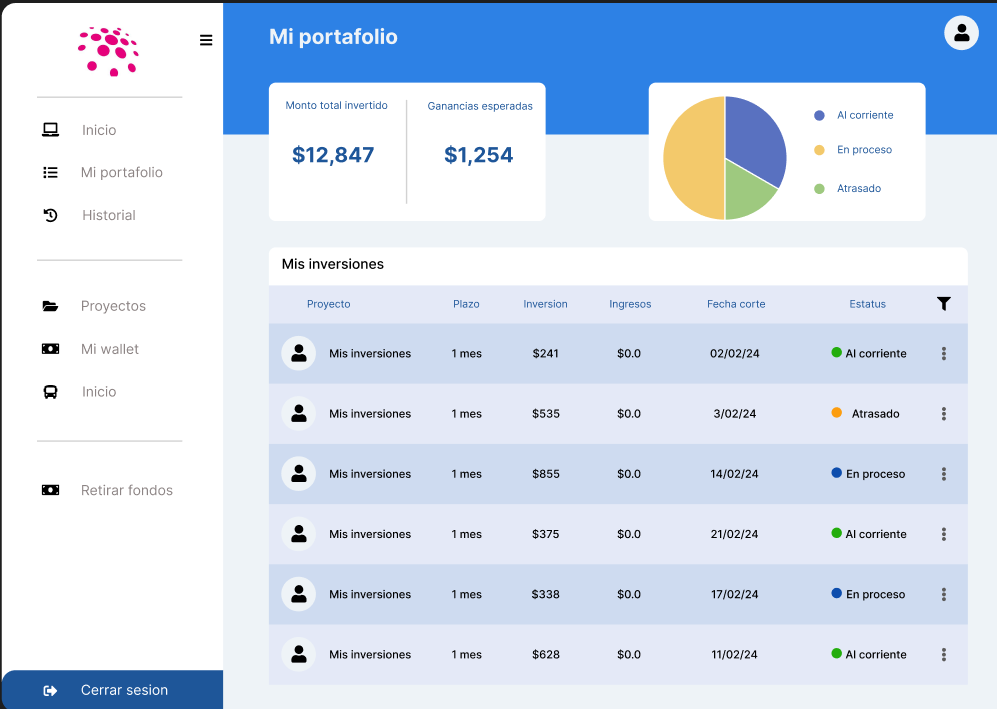 Mi portafolio
Inicio
Mi portafolio
Historial
Proyectos
Mi wallet
Inicio
Retirar fondos
Cerrar sesion
Monto total invertido
$12,847
Ganancias esperadas
$1,254
Al corriente
En proceso
Atrasado
Mis inversiones
Proyecto Plazo Inversion Ingresos Fecha corte Estatus
Mis inversiones 1 mes $241 $0.0 02/02/24 Al corriente
Mis inversiones 1 mes $535 $0.0 3/02/24 Atrasado
Mis inversiones 1 mes $855 $0.0 14/02/24 En proceso
Mis inversiones 1 mes $375 $0.0 21/02/24 Al corriente
Mis inversiones 1 mes $338 $0.0 17/02/24 En proceso
Mis inversiones 1 mes $628 $0.0 11/02/24 Al corriente